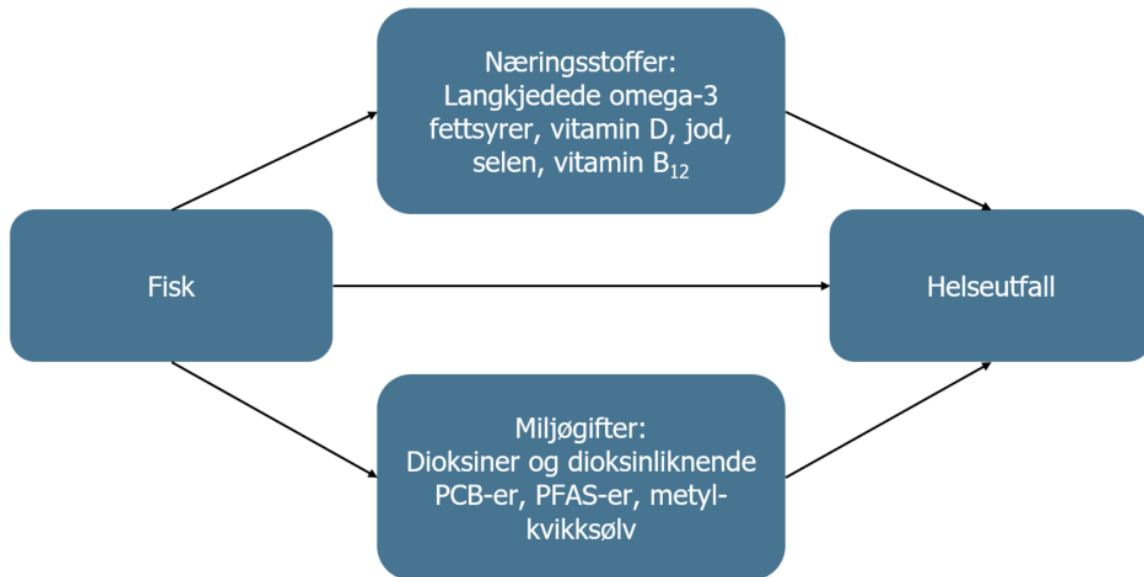 Næringsstoffer:
Langkjedede omega-3
fettsyrer, vitamin D, jod,
selen, vitamin B₁₂
Fisk
Helseutfall
Miljøgifter:
Dioksiner og dioksinliknende
PCB-er, PFAS-er, metyl-
kvikksølv